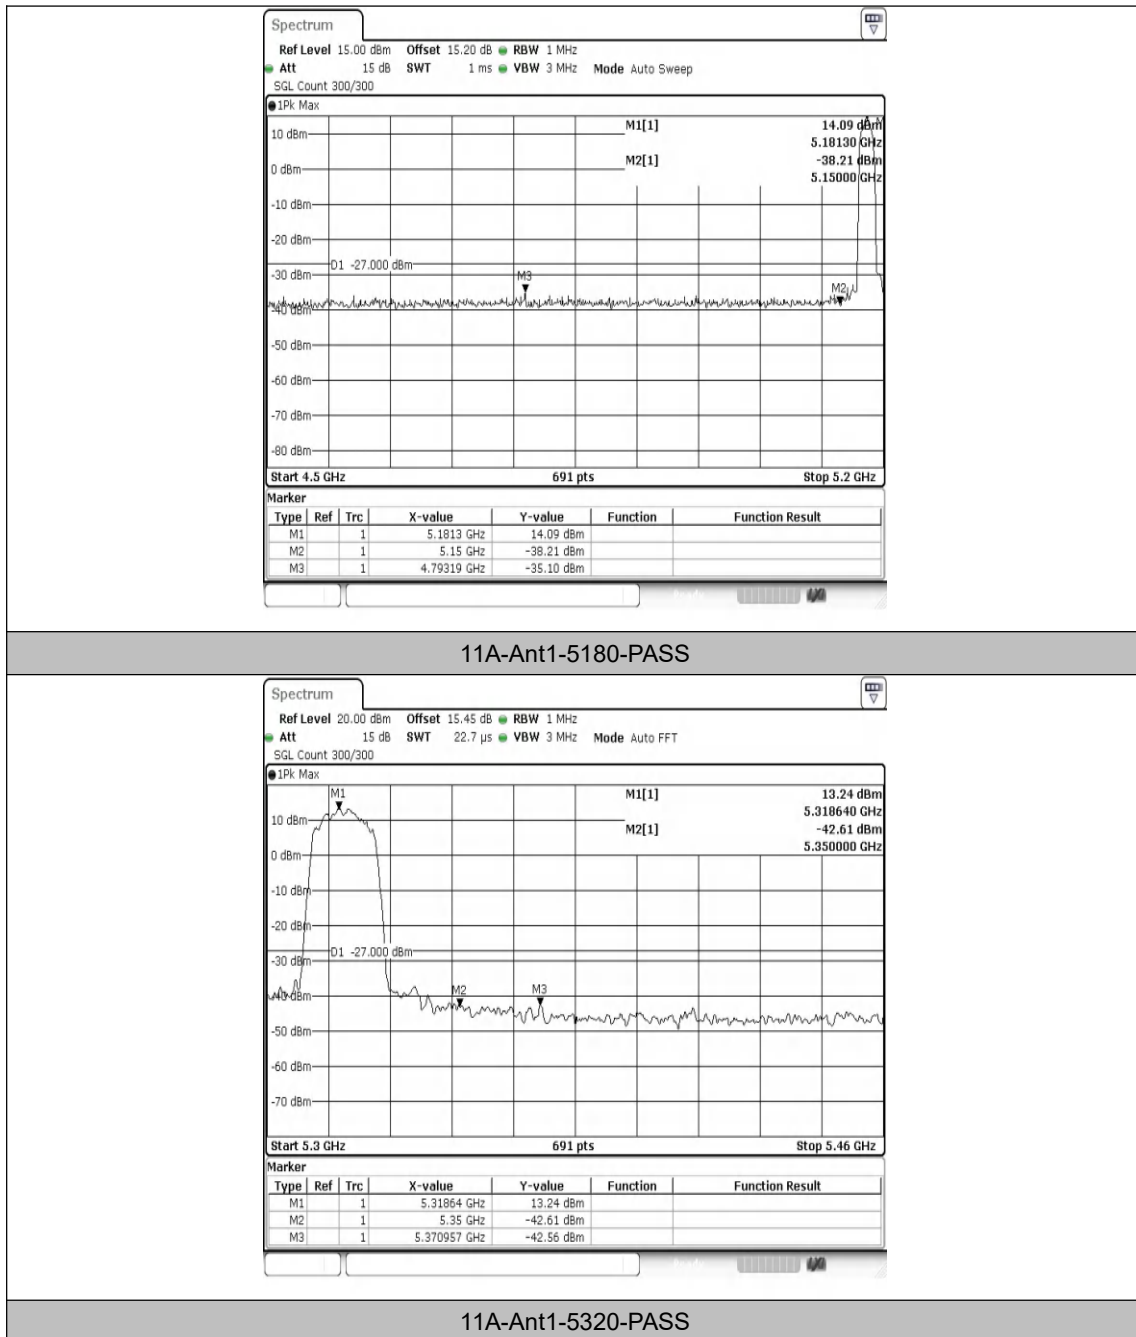 Spectrum
Ref Level 15.00 dBm Offset 15.20 dB RBW 1 MHz
Att 15 dB SWT 1 ms VBW 3 MHz Mode Auto Sweep
SGL Count 300/300
1Pk Max
M1[1] 14.09 dBm
5.18130 GHz
M2[1] -38.21 dBm
5.15000 GHz
10 dBm
0 dBm
-10 dBm
-20 dBm
D1 -27.000 dBm
-30 dBm
M3
M2
-40 dBm
-50 dBm
-60 dBm
-70 dBm
-80 dBm
Start 4.5 GHz 691 pts Stop 5.2 GHz
Marker
Type Ref Trc X-value Y-value Function Function Result
M1 1 5.1813 GHz 14.09 dBm
M2 1 5.15 GHz -38.21 dBm
M3 1 4.79319 GHz -35.10 dBm
11A-Ant1-5180-PASS
Spectrum
Ref Level 20.00 dBm Offset 15.45 dB RBW 1 MHz
Att 15 dB SWT 22.7 µs VBW 3 MHz Mode Auto FFT
SGL Count 300/300
1Pk Max
M1
M1[1] 13.24 dBm
5.318640 GHz
M2[1] -42.61 dBm
5.350000 GHz
10 dBm
0 dBm
-10 dBm
-20 dBm
D1 -27.000 dBm
-30 dBm
M2 M3
-40 dBm
-50 dBm
-60 dBm
-70 dBm
Start 5.3 GHz 691 pts Stop 5.46 GHz
Marker
Type Ref Trc X-value Y-value Function Function Result
M1 1 5.31864 GHz 13.24 dBm
M2 1 5.35 GHz -42.61 dBm
M3 1 5.370957 GHz -42.56 dBm
11A-Ant1-5320-PASS